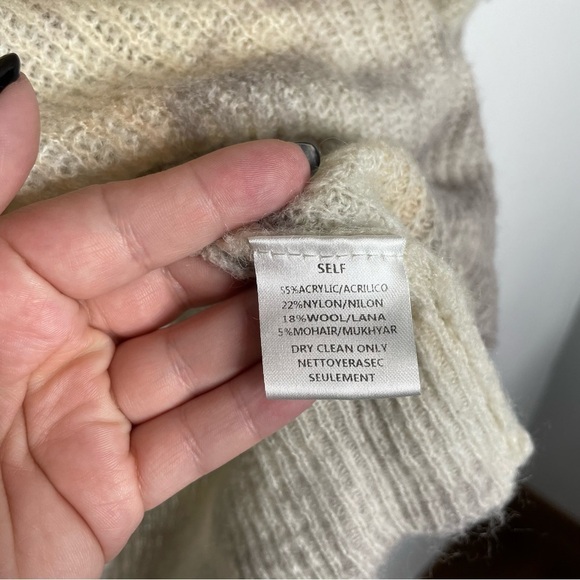 SELF
55%ACRYLIC/ACRILICO
22%NYLON/NILON
18%WOOL/LANA
5%MOHAIR/MUKHYAR
DRY CLEAN ONLY
NETTOYERASEC
SEULEMENT